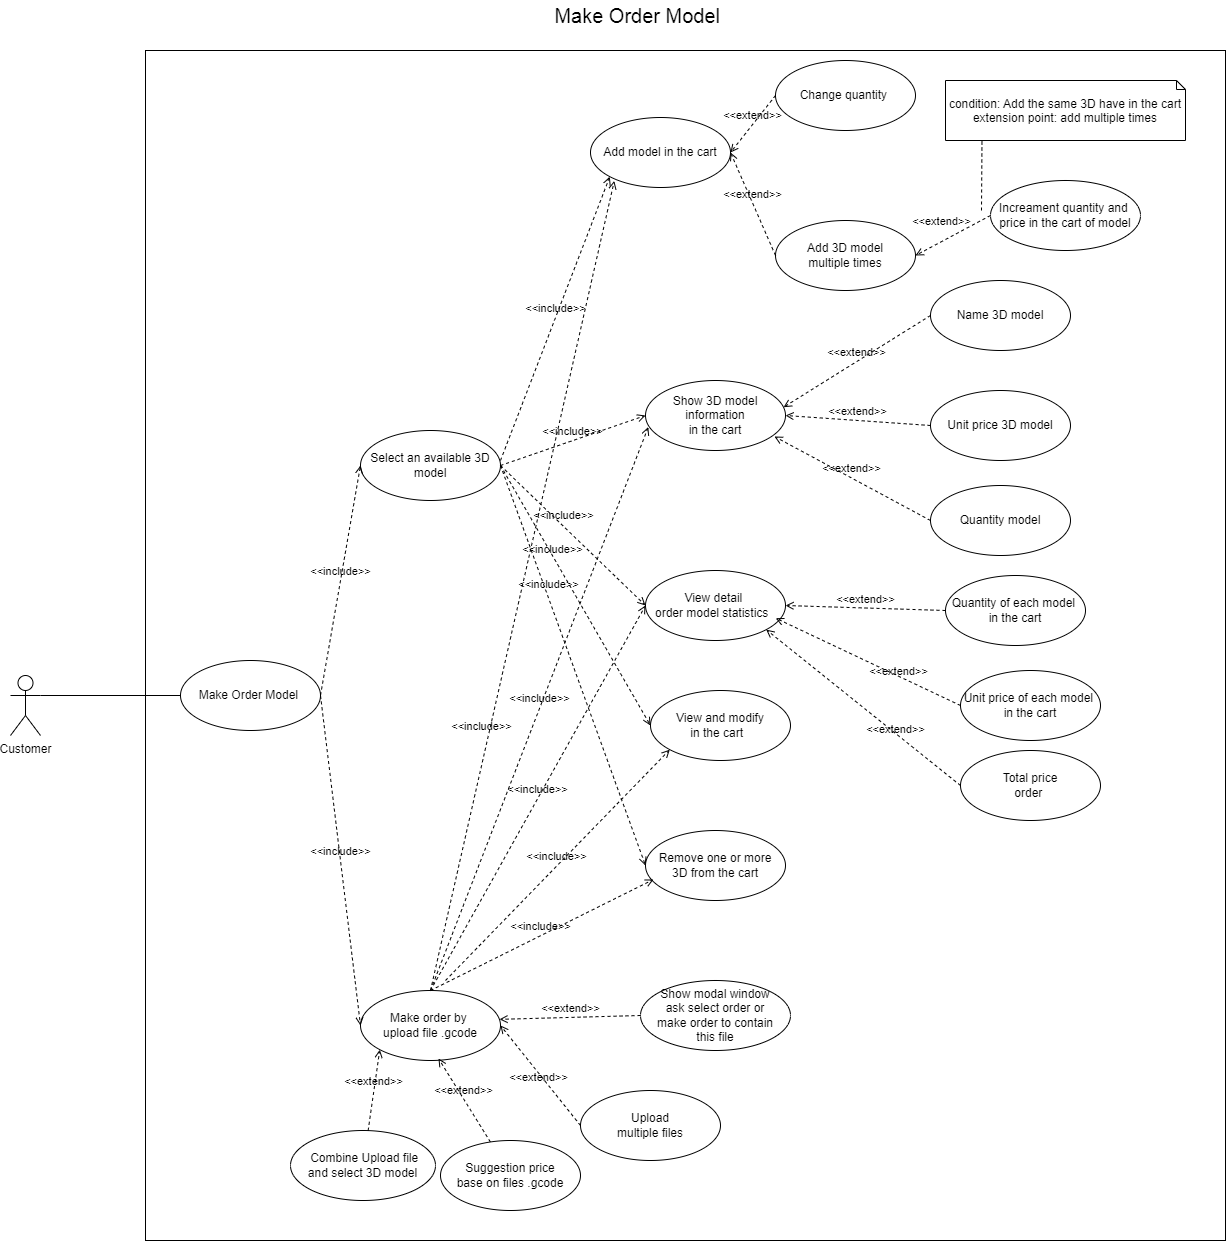 Make Order Model
Change quantity
condition: Add the same 3D have in the cart
extension point: add multiple times
<<extend>>
Add model in the cart
<<extend>>
Increament quantity and
price in the cart of model
<<extend>>
Add 3D model
multiple times
<<include>>
Name 3D model
<<extend>>
Show 3D model
information
in the cart
<<extend>>
Unit price 3D model
<<include>>
Select an available 3D
model
<<extend>>
<<include>>
Quantity model
<<include>>
<<include>>
<<include>>
View detail
order model statistics
<<extend>>
Quantity of each model
in the cart
<<extend>>
Make Order Model
<<include>>
Unit price of each model
in the cart
<<include>>
View and modify
in the cart
<<extend>>
Customer
Total price
order
<<include>>
<<include>>
<<include>>
Remove one or more
3D from the cart
<<include>>
Show modal window
ask select order or
make order to contain
this file
<<extend>>
Make order by
upload file .gcode
<<extend>>
<<extend>>
<<extend>>
Upload
multiple files
Combine Upload file
and select 3D model
Suggestion price
base on files .gcode